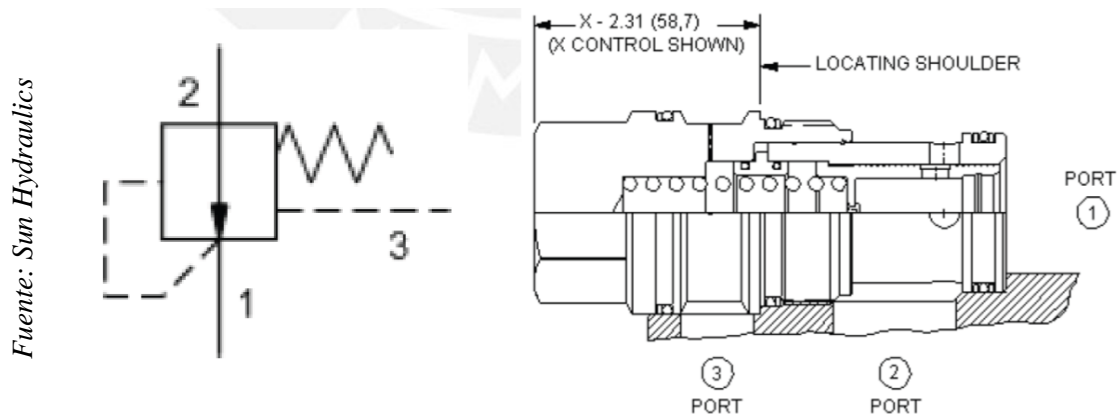 Fuente: Sun Hydraulics
2
3
1
X - 2.31 (58,7)
(X CONTROL SHOWN)
LOCATING SHOULDER
PORT
1
3
PORT
2
PORT